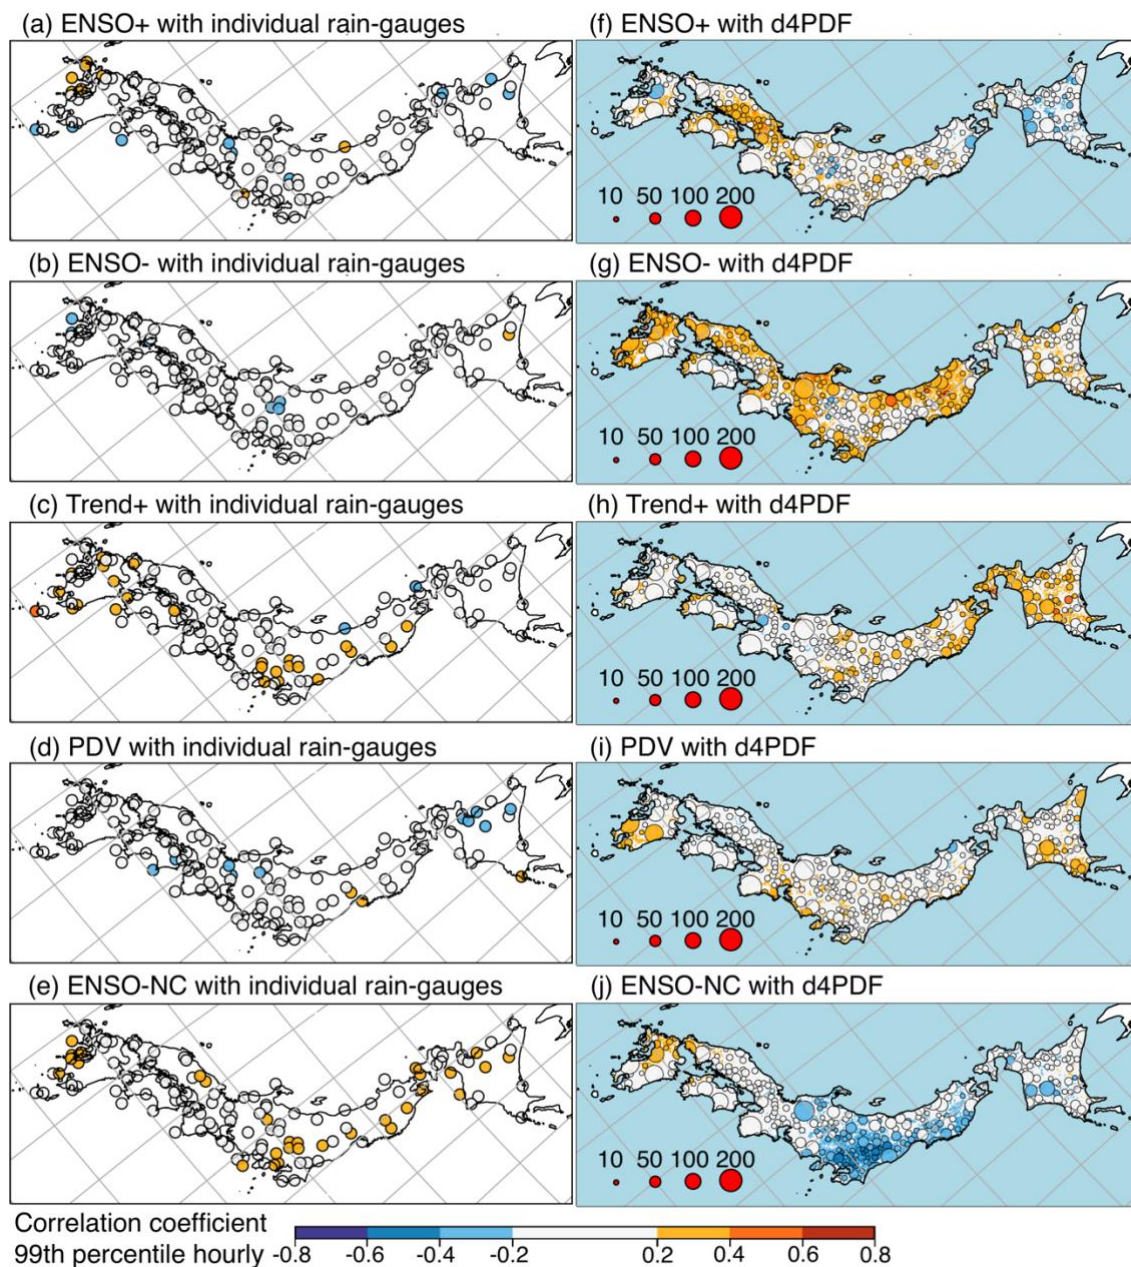 (a) ENSO+ with individual rain-gauges
(f) ENSO+ with d4PDF
10 50 100 200
(b) ENSO- with individual rain-gauges
(g) ENSO- with d4PDF
10 50 100 200
(c) Trend+ with individual rain-gauges
(h) Trend+ with d4PDF
10 50 100 200
(d) PDV with individual rain-gauges
(i) PDV with d4PDF
10 50 100 200
(e) ENSO-NC with individual rain-gauges
(j) ENSO-NC with d4PDF
10 50 100 200
Correlation coefficient
99th percentile hourly
-0.8 -0.6 -0.4 -0.2 0.2 0.4 0.6 0.8